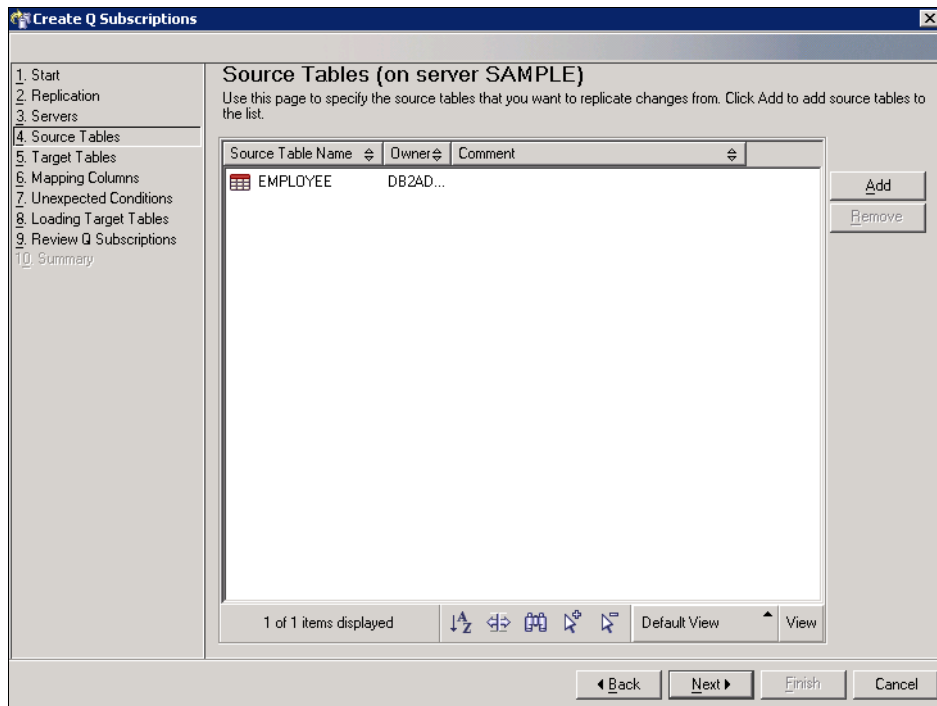 Create Q Subscriptions
1. Start
2. Replication
3. Servers
4. Source Tables
5. Target Tables
6. Mapping Columns
7. Unexpected Conditions
8. Loading Target Tables
9. Review Q Subscriptions
10. Summary
Source Tables (on server SAMPLE)
Use this page to specify the source tables that you want to replicate changes from. Click Add to add source tables to
the list.
Source Table Name Owner Comment
EMPLOYEE DB2AD...
Add
Remove
1 of 1 items displayed Default View View
Back Next Finish Cancel